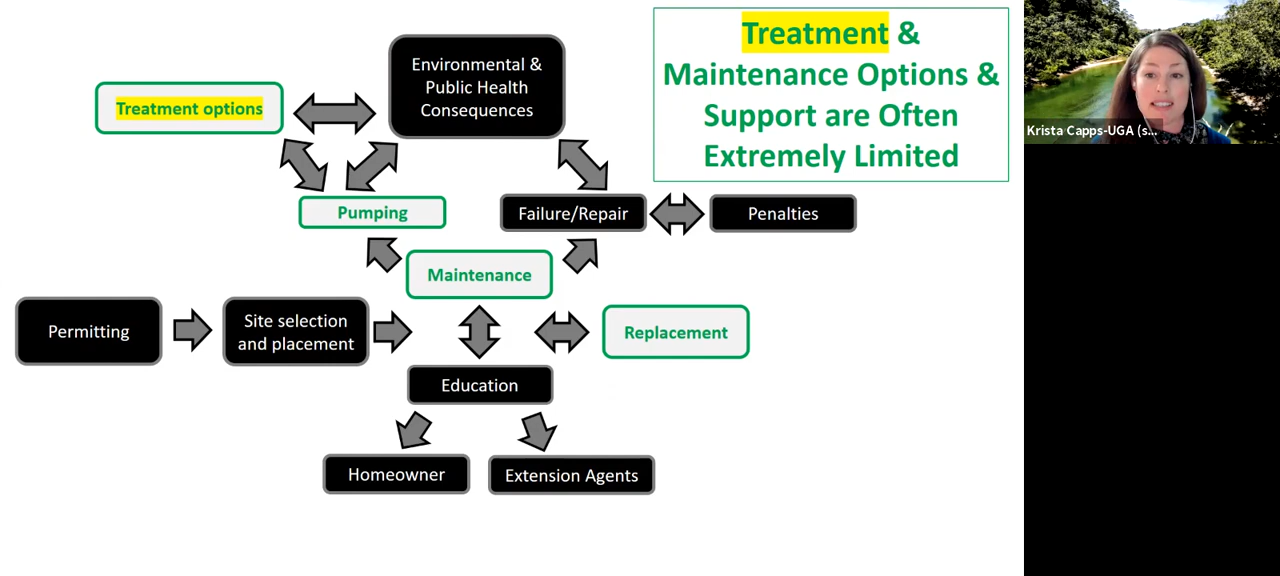 Treatment &
Maintenance Options &
Support are Often
Extremely Limited
Environmental &
Public Health
Consequences
Treatment options
Pumping
Failure/Repair
Penalties
Maintenance
Permitting
Site selection
and placement
Replacement
Education
Homeowner
Extension Agents
Krista Capps-UGA (s...